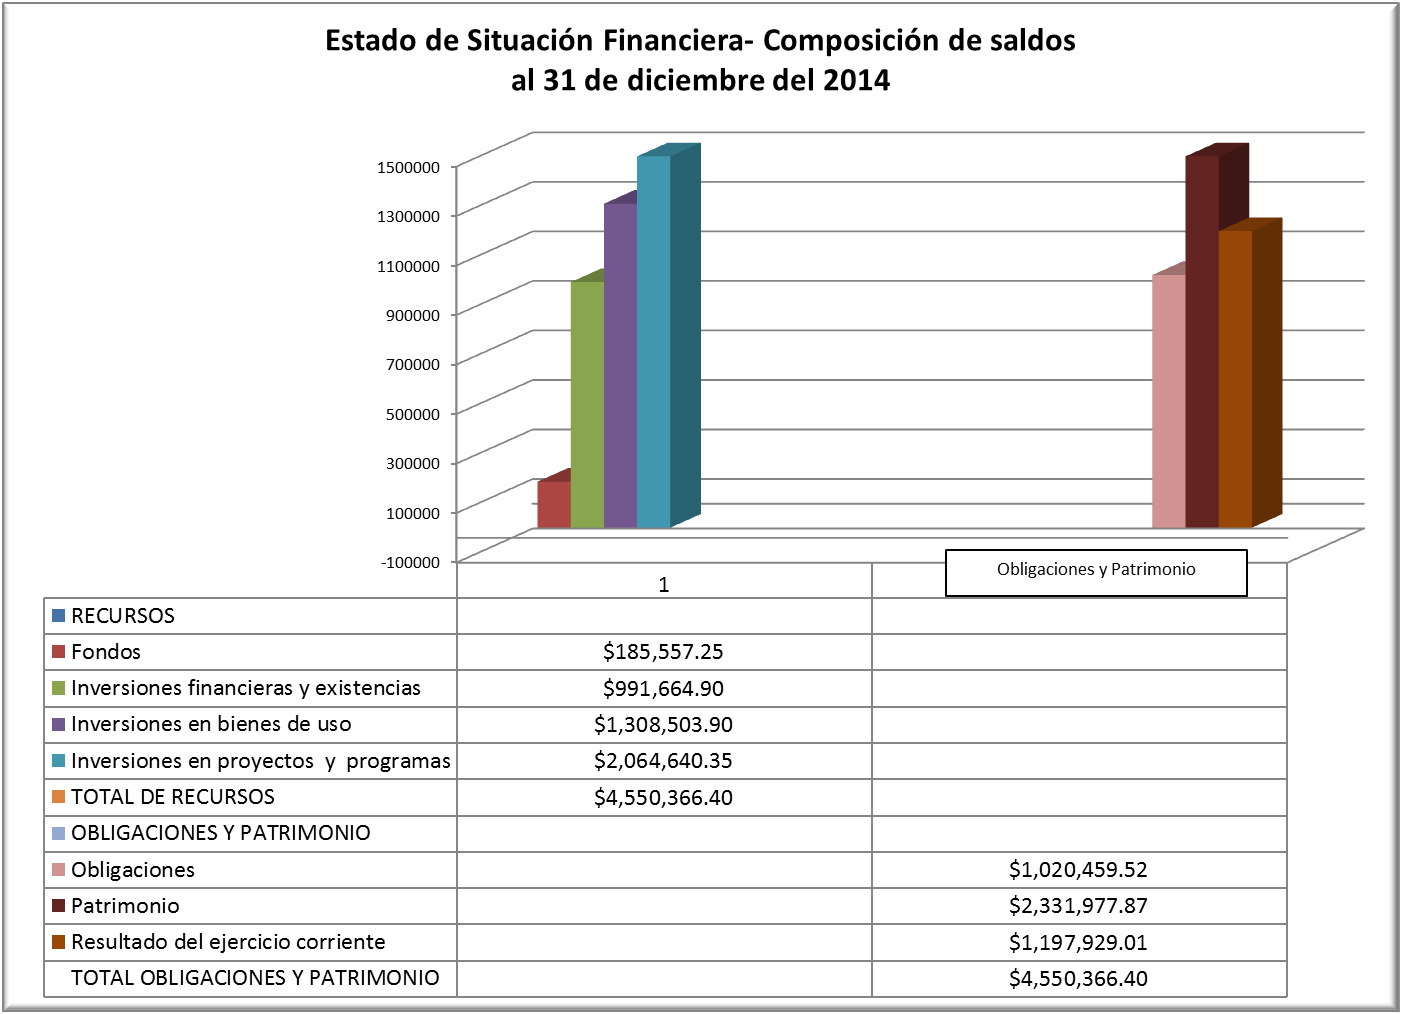 Estado de Situación Financiera- Composición de saldos
al 31 de diciembre del 2014
1500000
1300000
1100000
900000
700000
500000
300000
100000
-100000
1
Obligaciones y Patrimonio
RECURSOS
Fondos $185,557.25
Inversiones financieras y existencias $991,664.90
Inversiones en bienes de uso $1,308,503.90
Inversiones en proyectos y programas $2,064,640.35
TOTAL DE RECURSOS $4,550,366.40
OBLIGACIONES Y PATRIMONIO
Obligaciones $1,020,459.52
Patrimonio $2,331,977.87
Resultado del ejercicio corriente $1,197,929.01
TOTAL OBLIGACIONES Y PATRIMONIO $4,550,366.40